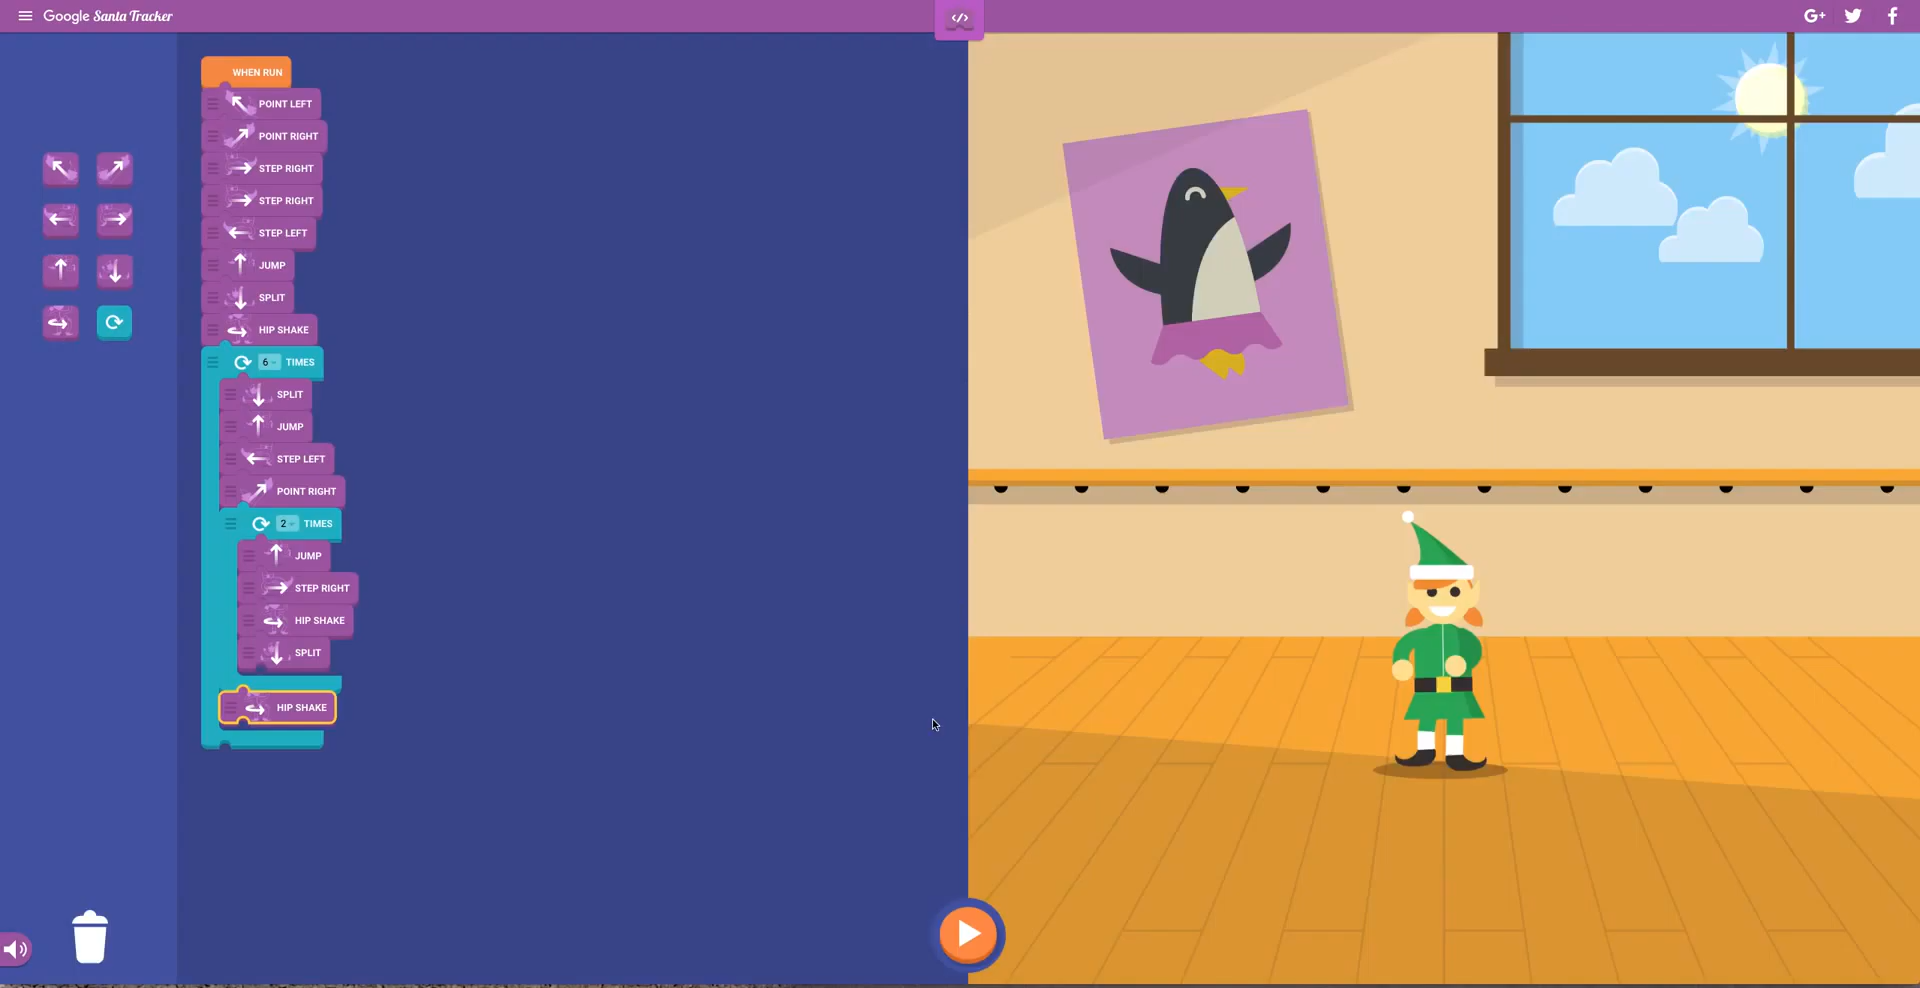 Google Santa Tracker
</>
G+
WHEN RUN
POINT LEFT
POINT RIGHT
STEP RIGHT
STEP RIGHT
STEP LEFT
JUMP
SPLIT
HIP SHAKE
6 TIMES
SPLIT
JUMP
STEP LEFT
POINT RIGHT
2 TIMES
JUMP
STEP RIGHT
HIP SHAKE
SPLIT
HIP SHAKE